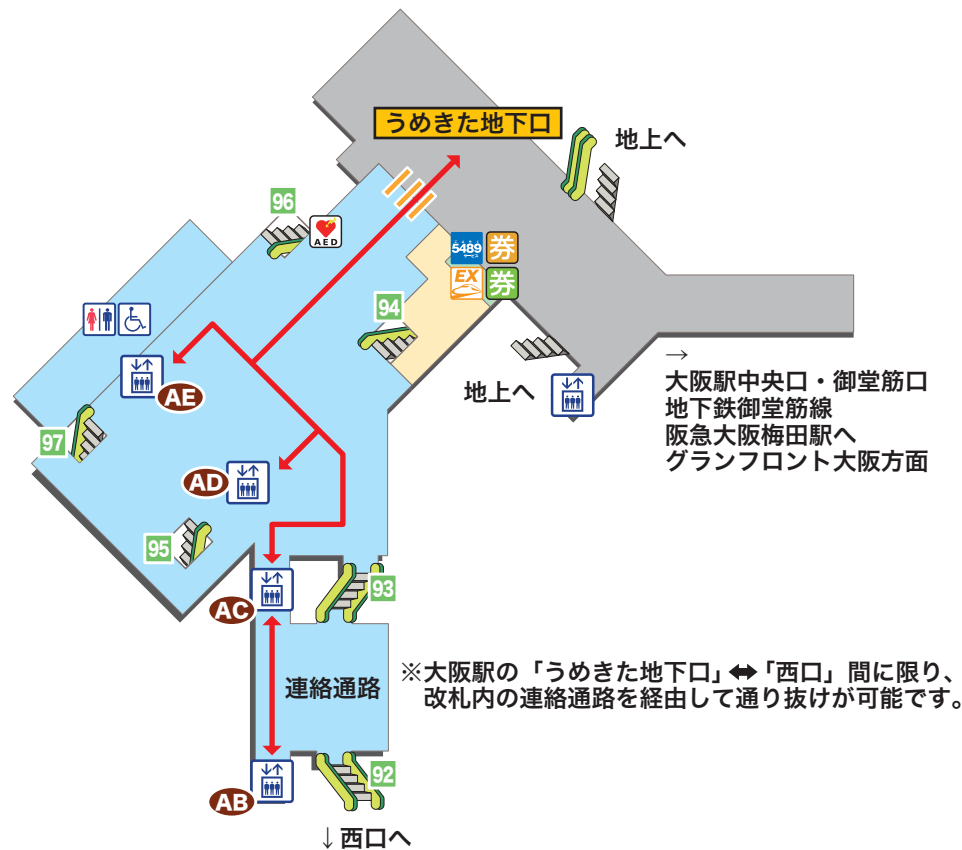 うめきた地下口
地上へ
96
AED
5489
サービス
券
EX
券
94
→
大阪駅中央口・御堂筋口
地下鉄御堂筋線
阪急大阪梅田駅へ
グランフロント大阪方面
地上へ
AE
97
AD
95
93
AC
連絡通路
※大阪駅の「うめきた地下口」⬌「西口」間に限り、
改札内の連絡通路を経由して通り抜けが可能です。
92
AB
↓西口へ